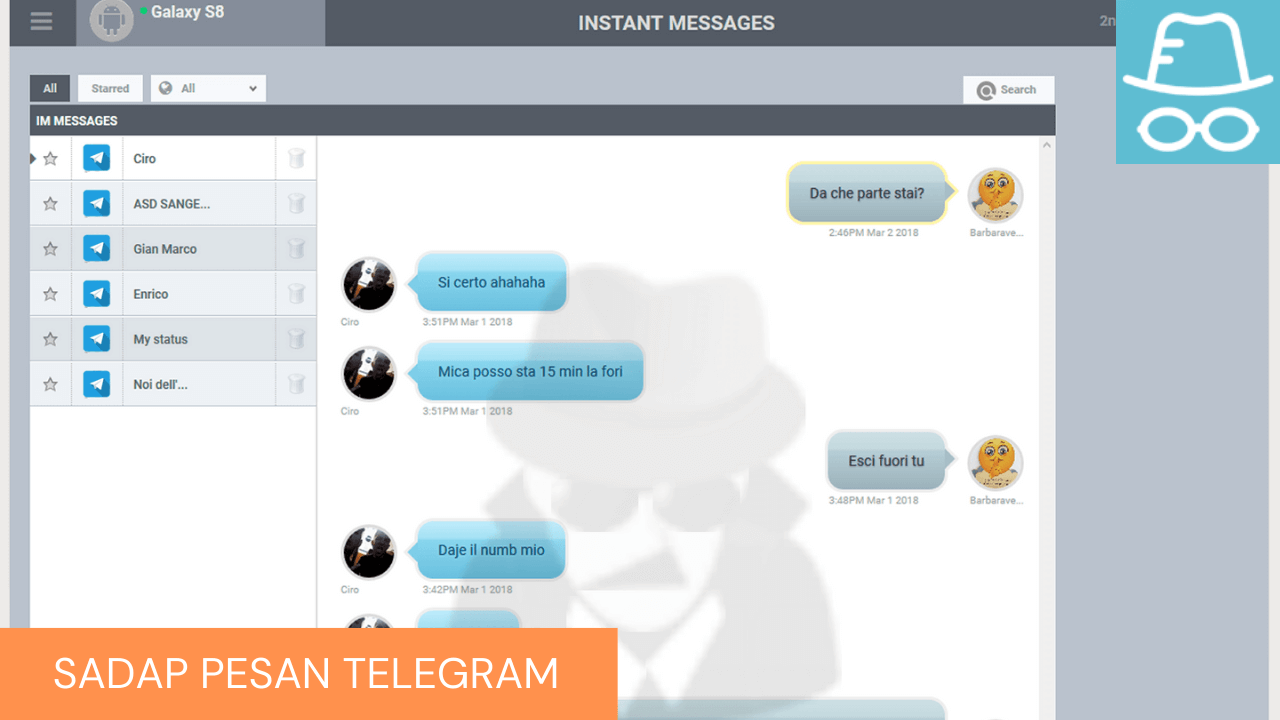 Galaxy S8
INSTANT MESSAGES
2n
All
Starred
All
Search
IM MESSAGES
Ciro
ASD SANGE...
Gian Marco
Enrico
My status
Noi dell'...
Da che parte stai?
2:46PM Mar 2 2018
Barbarave...
Si certo ahahaha
Ciro
3:51PM Mar 1 2018
Mica posso sta 15 min la fori
Ciro
3:51PM Mar 1 2018
Esci fuori tu
3:48PM Mar 1 2018
Barbarave...
Daje il numb mio
Ciro
3:42PM Mar 1 2018
SADAP PESAN TELEGRAM